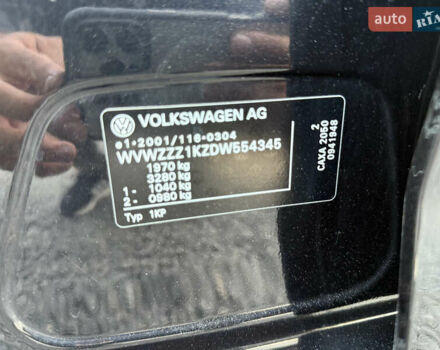 auto RIA
VOLKSWAGEN AG
e1*2001/116*0304
WVWZZZ1KZDW554345
1970 kg
3280 kg
1 - 1040 kg
2 - 0980 kg
Typ 1KP
2
CAXA 2050
0941948